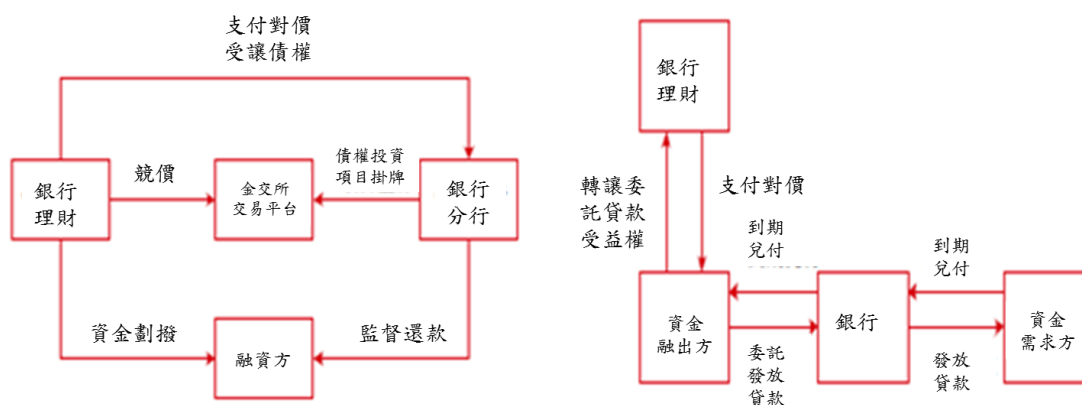 支付對價
受讓債權
銀行
理財
競價
金交所
交易平台
債權投資
項目掛牌
銀行
分行
資金劃撥
融資方
監督還款
銀行
理財
轉讓委
託貸款
受益權
支付對價
到期
兌付
到期
兌付
資金
融出方
銀行
資金
需求方
委託
發放
貸款
發放
貸款